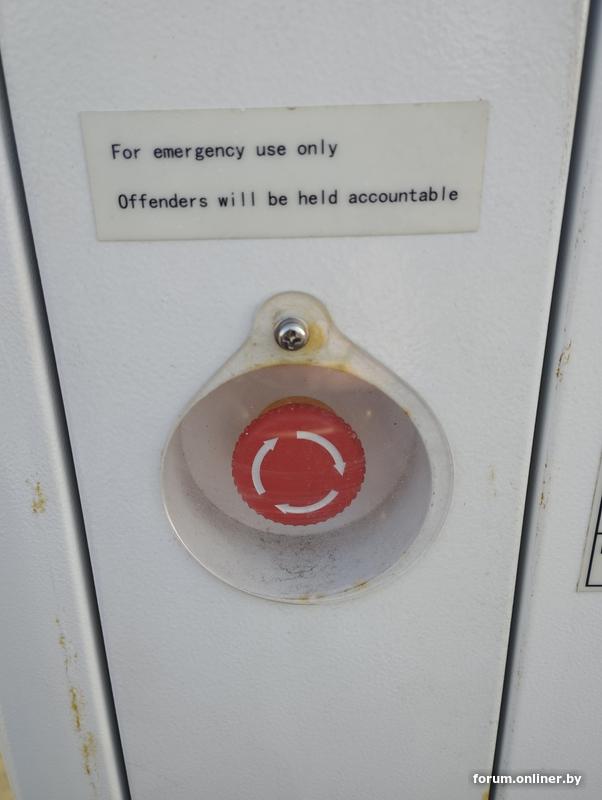 For emergency use only
Offenders will be held accountable
forum.onliner.by